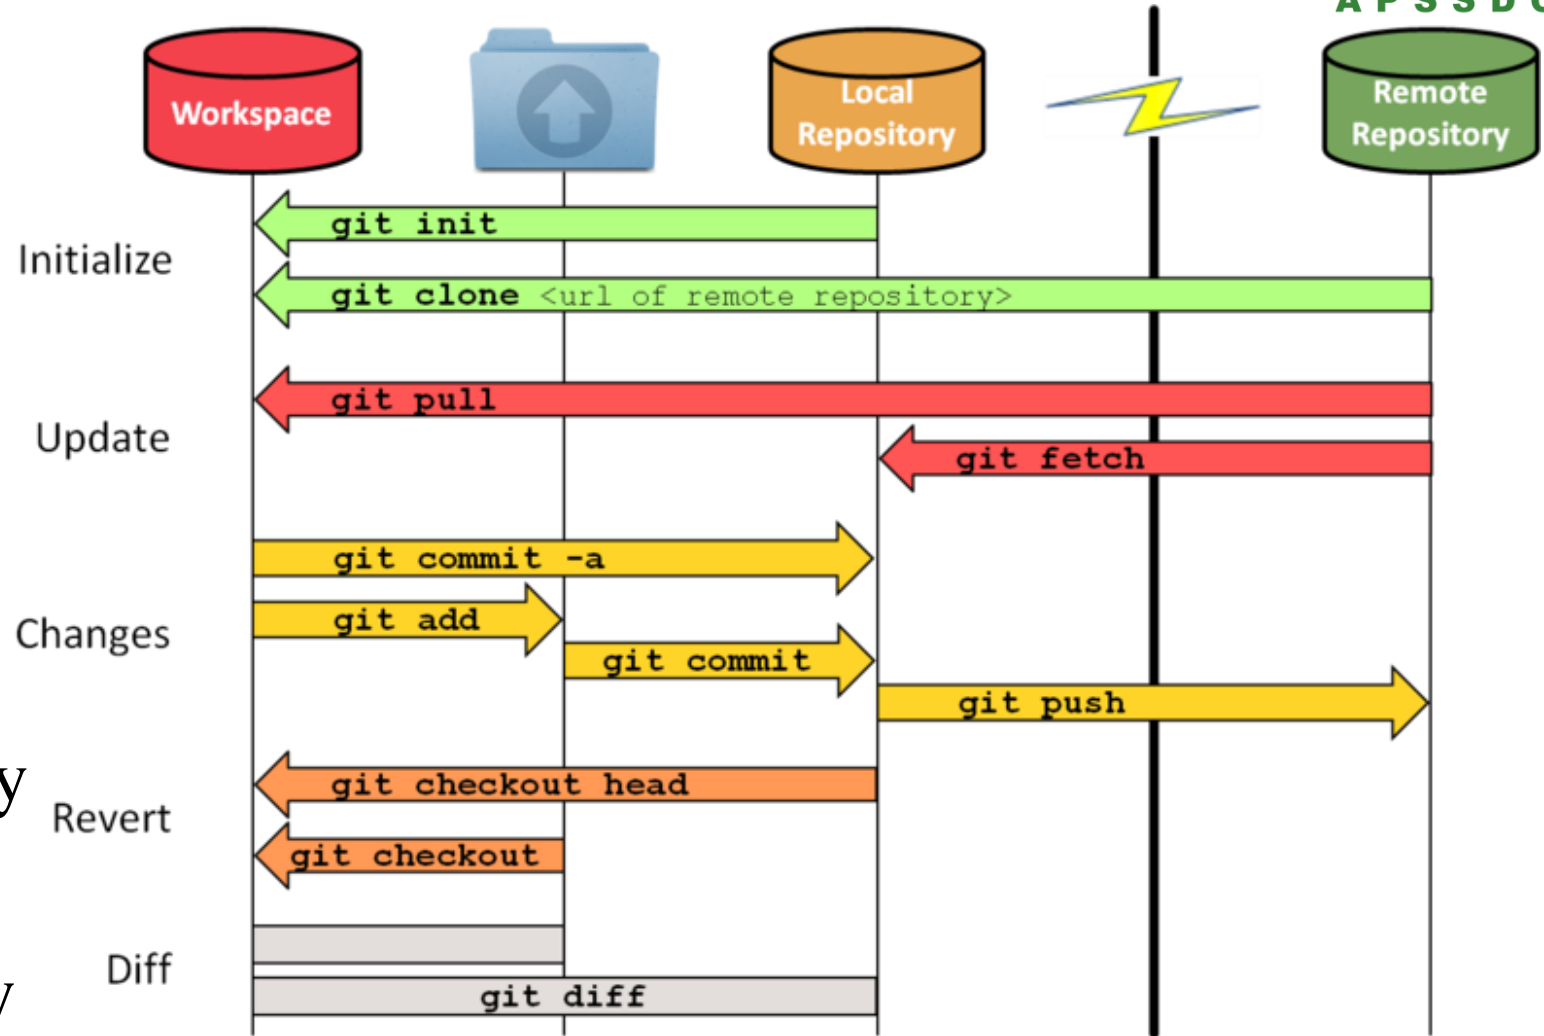 APSSDC
Workspace
Local
Repository
Remote
Repository
git init
Initialize
git clone <url of remote repository>
git pull
Update
git fetch
git commit -a
git add
Changes
git commit
git push
y
git checkout head
Revert
git checkout
Diff
y
git diff